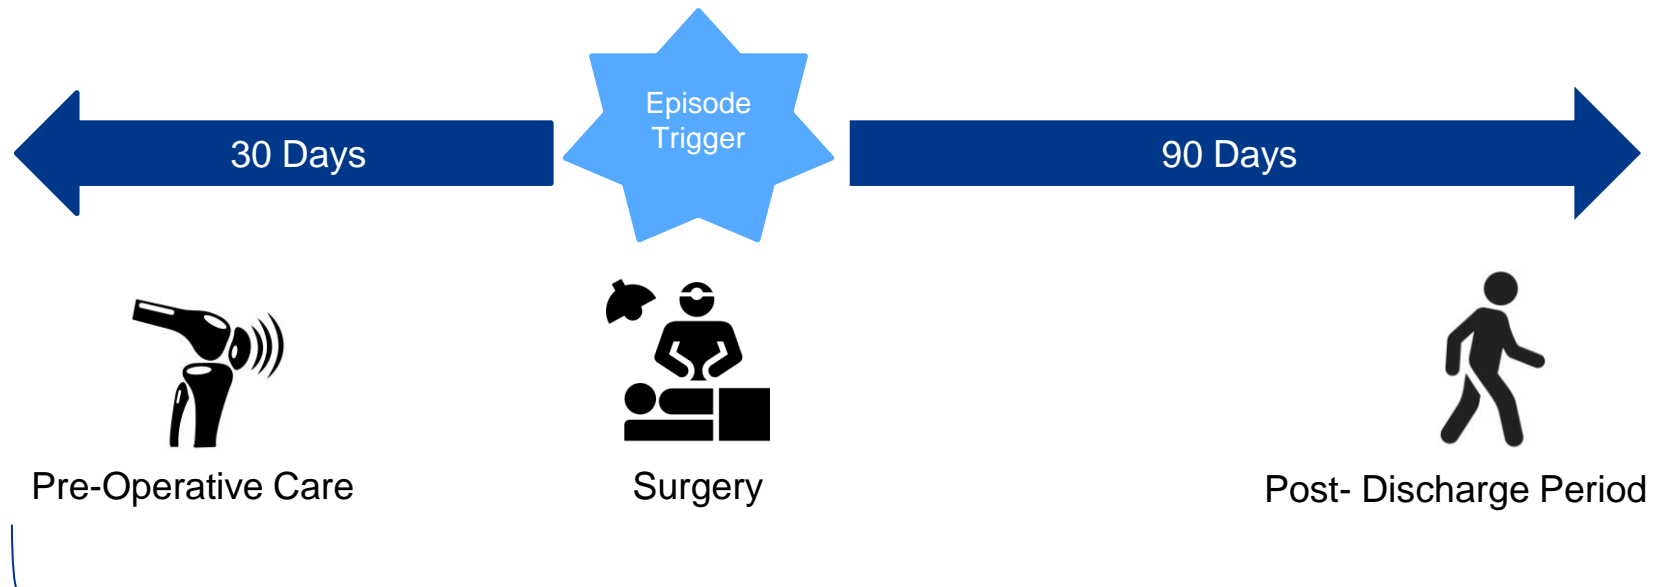 Episode
Trigger
30 Days
90 Days
Pre-Operative Care
Surgery
Post- Discharge Period